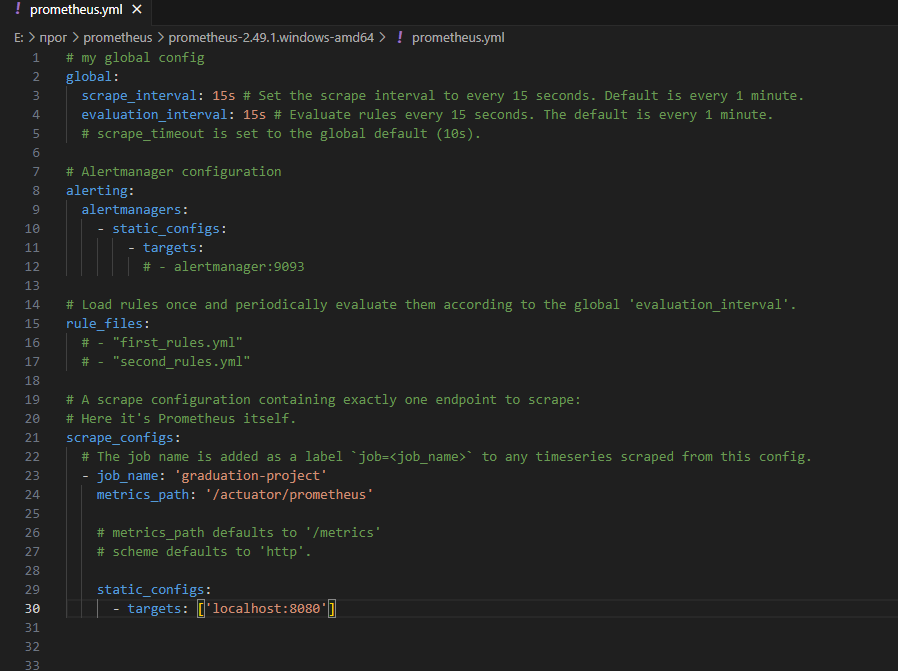 ! prometheus.yml ×
E: > npor > prometheus > prometheus-2.49.1.windows-amd64 > ! prometheus.yml
1 # my global config
2 global:
3   scrape_interval: 15s # Set the scrape interval to every 15 seconds. Default is every 1 minute.
4   evaluation_interval: 15s # Evaluate rules every 15 seconds. The default is every 1 minute.
5   # scrape_timeout is set to the global default (10s).
6
7 # Alertmanager configuration
8 alerting:
9   alertmanagers:
10     - static_configs:
11         - targets:
12           # - alertmanager:9093
13
14 # Load rules once and periodically evaluate them according to the global 'evaluation_interval'.
15 rule_files:
16   # - "first_rules.yml"
17   # - "second_rules.yml"
18
19 # A scrape configuration containing exactly one endpoint to scrape:
20 # Here it's Prometheus itself.
21 scrape_configs:
22   # The job name is added as a label `job=<job_name>` to any timeseries scraped from this config.
23   - job_name: 'graduation-project'
24     metrics_path: '/actuator/prometheus'
25
26     # metrics_path defaults to '/metrics'
27     # scheme defaults to 'http'.
28
29     static_configs:
30       - targets: ['localhost:8080']
31
32
33